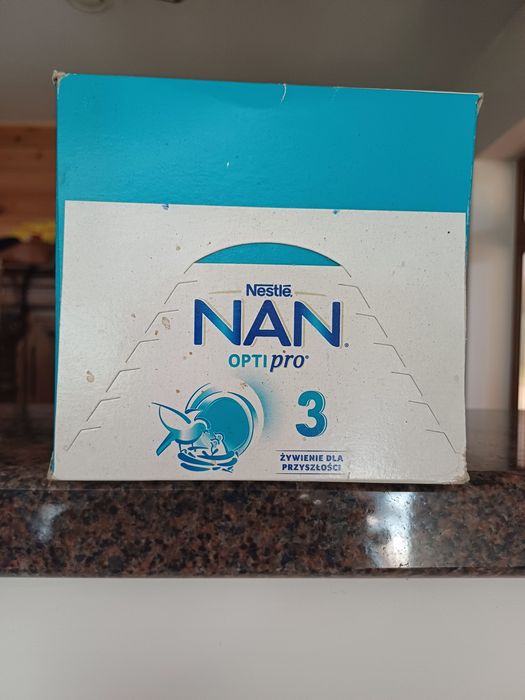 Nestlé.
NAN®
OPTIpro®
3
ŻYWIENIE DLA
PRZYSZŁOŚCI